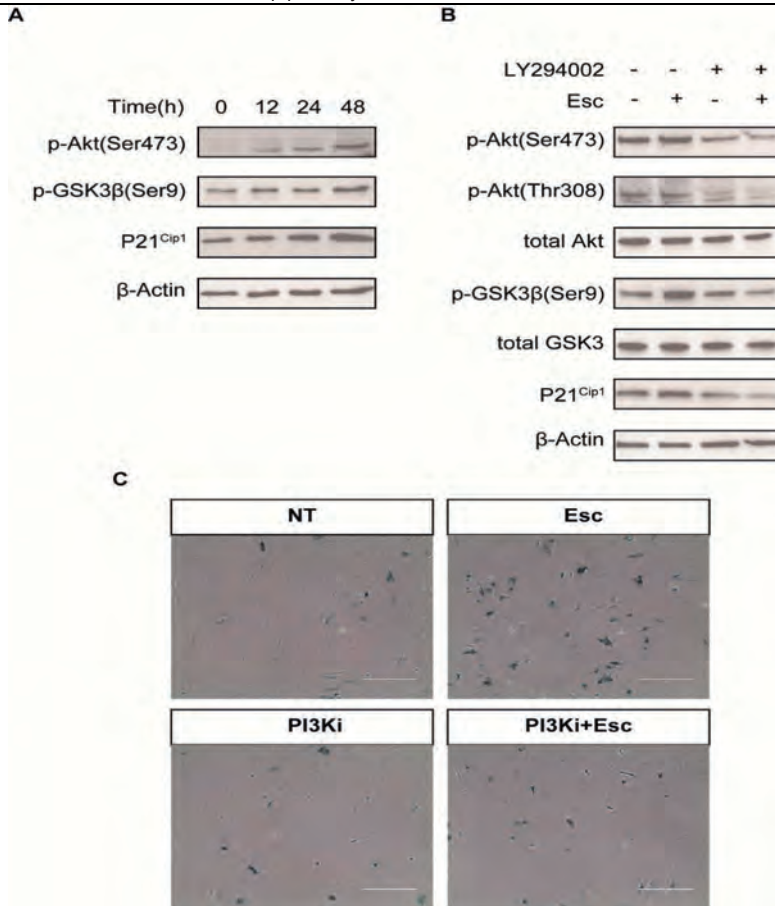 A
Time(h) 0 12 24 48
p-Akt(Ser473)
p-GSK3β(Ser9)
P21Cip1
β-Actin
B
LY294002 - - + +
Esc - + - +
p-Akt(Ser473)
p-Akt(Thr308)
total Akt
p-GSK3β(Ser9)
total GSK3
P21Cip1
β-Actin
C
NT
Esc
PI3Ki
PI3Ki+Esc